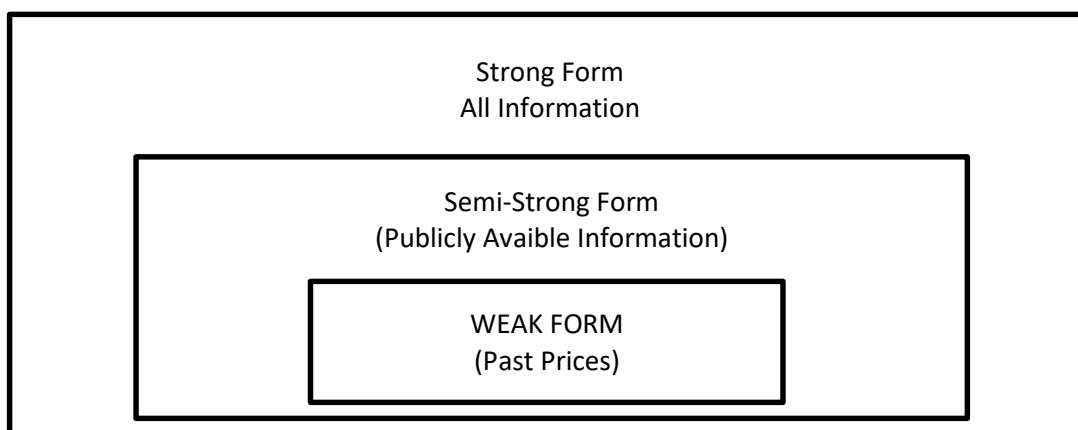 Strong Form
All Information
Semi-Strong Form
(Publicly Avaible Information)
WEAK FORM
(Past Prices)